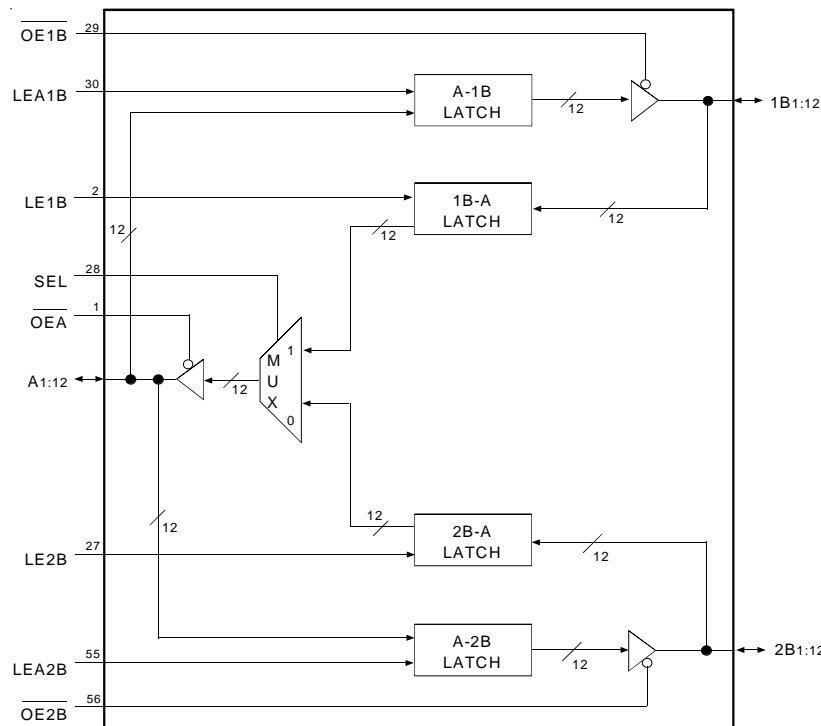 OE1B 29
LEA1B 30
A-1B
LATCH
12
1B1:12
LE1B 2
1B-A
LATCH
12
12
12
SEL 28
OEA 1
M
U
X
1
0
A1:12
12
12
12
2B-A
LATCH
12
LE2B 27
A-2B
LATCH
12
2B1:12
LEA2B 55
OE2B 56